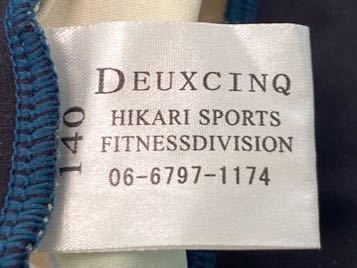 DEUXCINQ
HIKARI SPORTS
FITNESSDIVISION
06-6797-1174
140